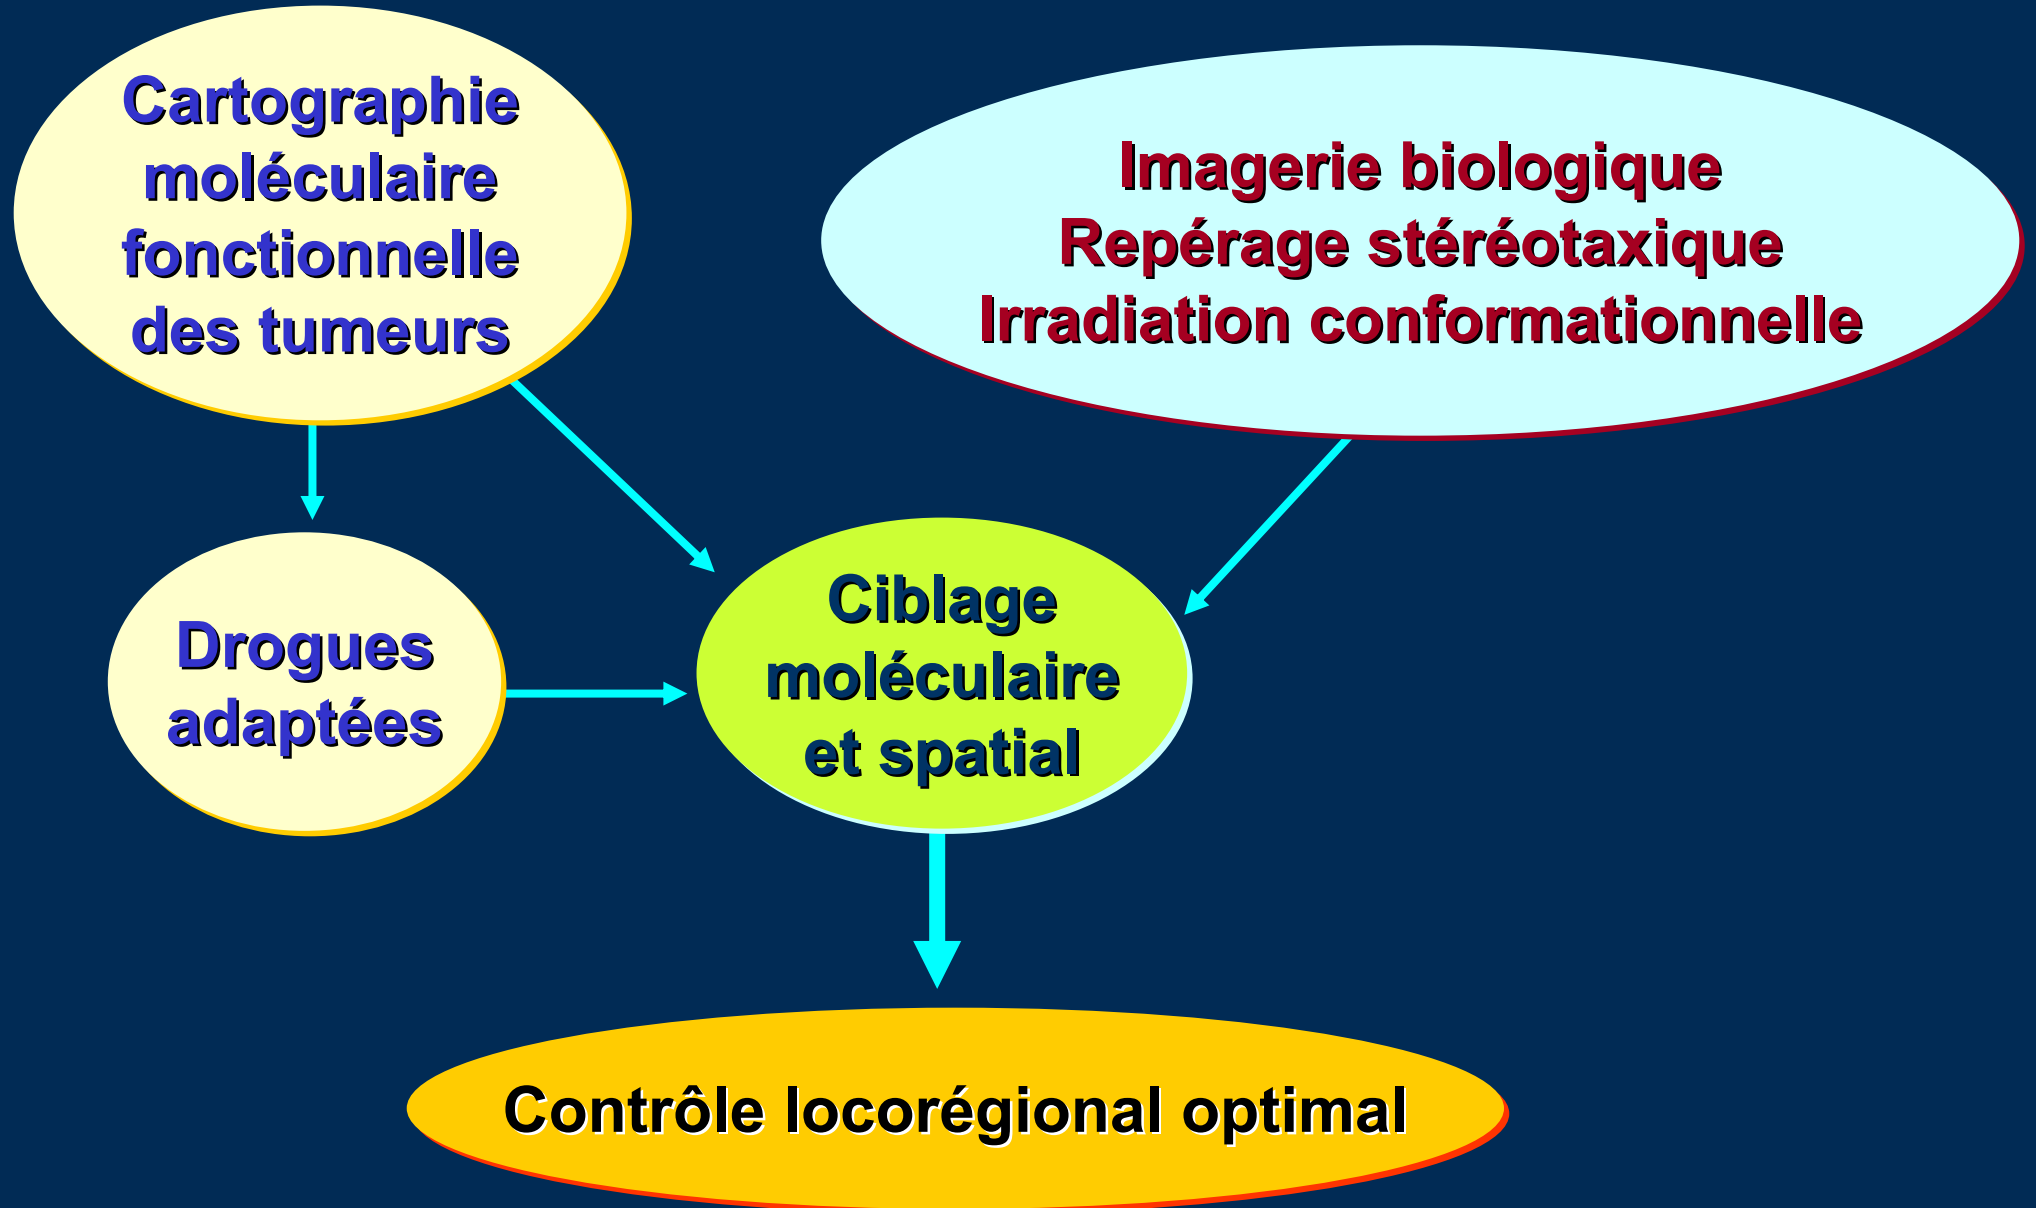 Cartographie
moléculaire
fonctionnelle
des tumeurs
Imagerie biologique
Repérage stéréotaxique
Irradiation conformationnelle
Drogues
adaptées
Ciblage
moléculaire
et spatial
Contrôle locorégional optimal